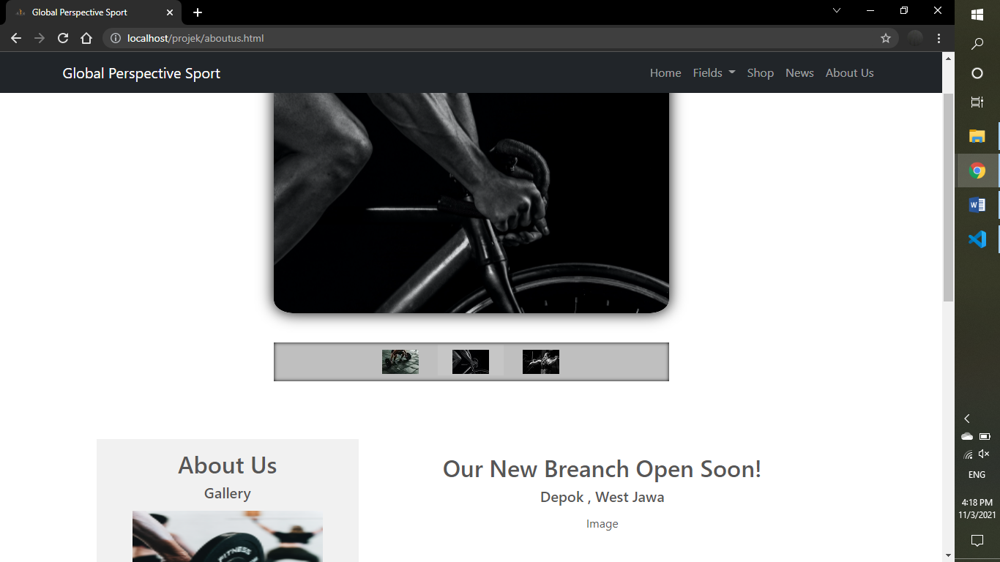 Global Perspective Sport
localhost/projek/aboutus.html
Global Perspective Sport
Home Fields Shop News About Us
About Us
Gallery
FITNESS
Our New Breanch Open Soon!
Depok , West Jawa
Image
ENG
4:18 PM
11/3/2021